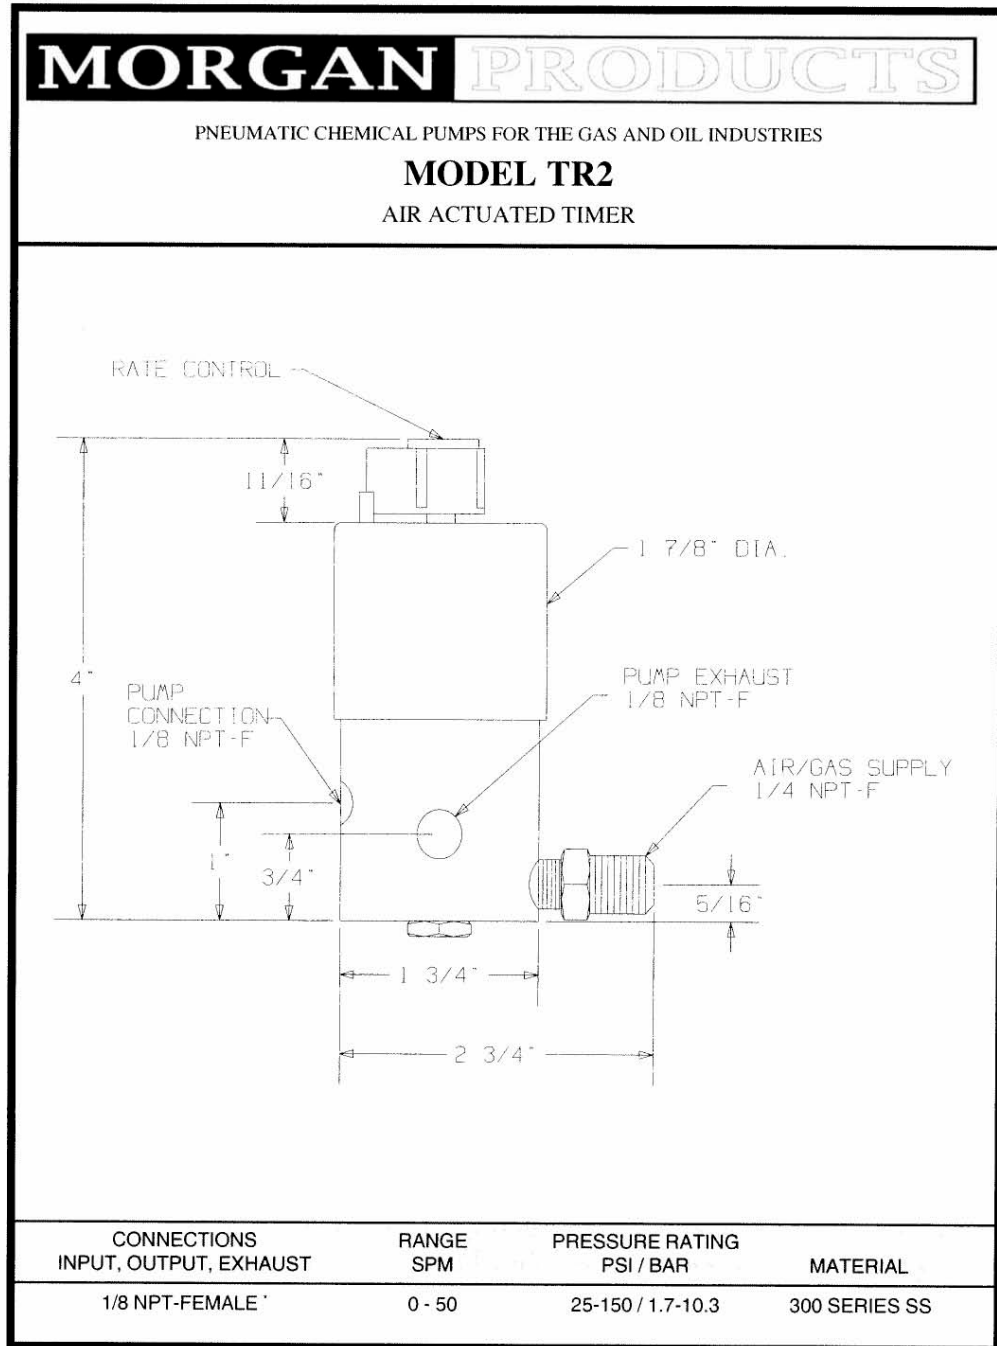 MORGAN PRODUCTS
PNEUMATIC CHEMICAL PUMPS FOR THE GAS AND OIL INDUSTRIES
MODEL TR2
AIR ACTUATED TIMER
RATE CONTROL
11/16"
1 7/8" DIA.
4"
PUMP
CONNECTION
1/8 NPT-F
PUMP EXHAUST
1/8 NPT-F
AIR/GAS SUPPLY
1/4 NPT-F
1"
3/4"
5/16"
1 3/4"
2 3/4"
CONNECTIONS
INPUT, OUTPUT, EXHAUST
RANGE
SPM
PRESSURE RATING
PSI / BAR
MATERIAL
1/8 NPT-FEMALE *
0 - 50
25-150 / 1.7-10.3
300 SERIES SS